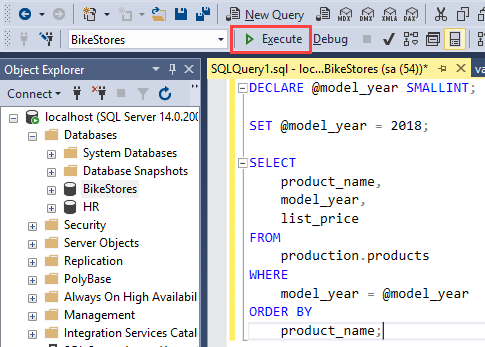 New Query
MDX
DMX
XMLA
DAX
BikeStores
Execute
Debug
Object Explorer
Connect
localhost (SQL Server 14.0.200
Databases
System Databases
Database Snapshots
BikeStores
HR
Security
Server Objects
Replication
PolyBase
Always On High Availabil
Management
Integration Services Catal
SQLQuery1.sql - loc...BikeStores (sa (54))*
DECLARE @model_year SMALLINT;
SET @model_year = 2018;
SELECT
product_name,
model_year,
list_price
FROM
production.products
WHERE
model_year = @model_year
ORDER BY
product_name;